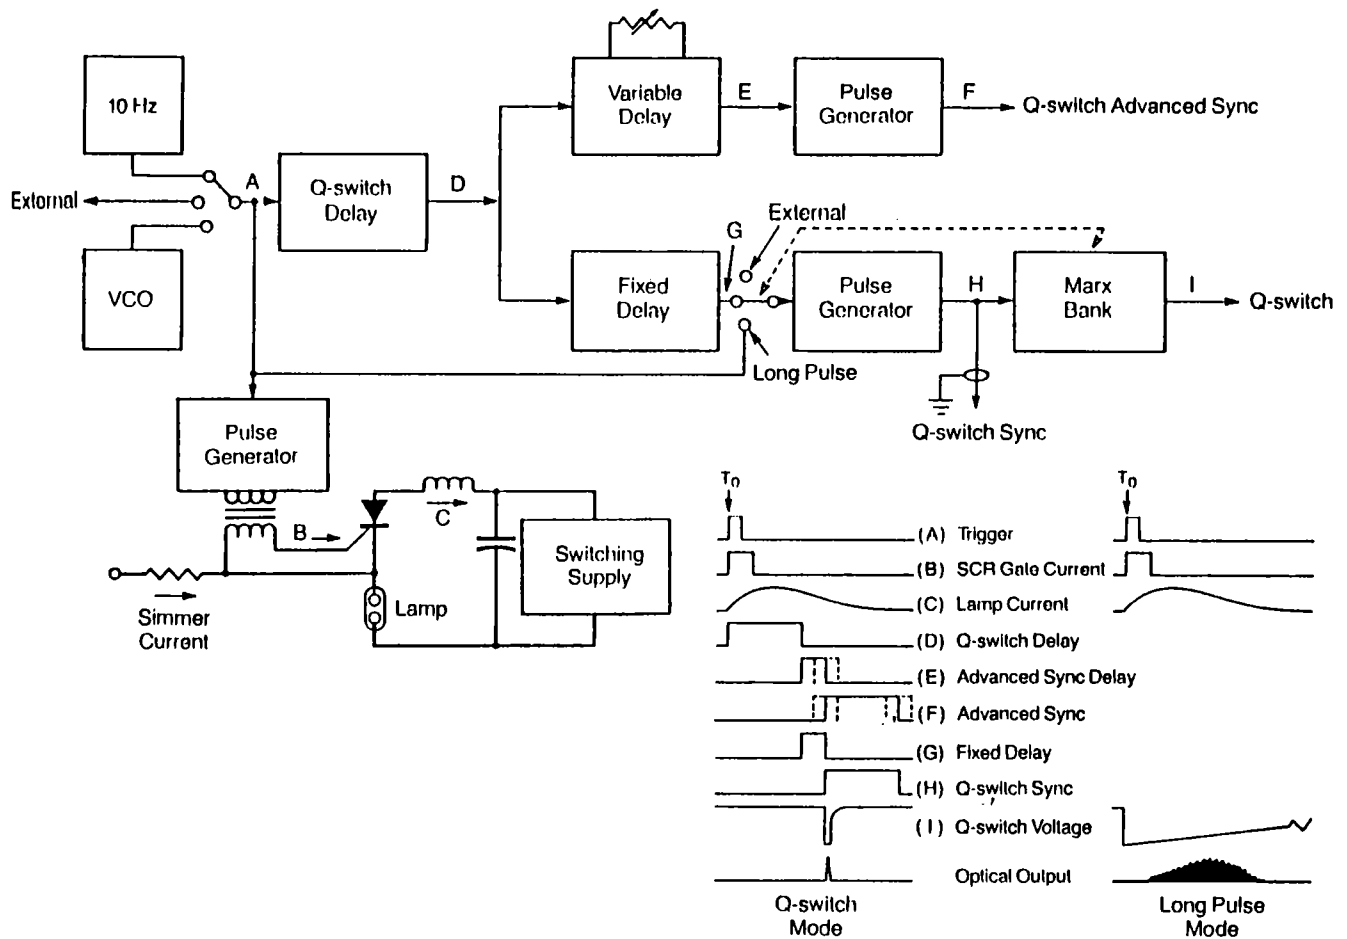 10 Hz
External
VCO
A
Q-switch
Delay
D
Variable
Delay
E
Pulse
Generator
F
Q-switch Advanced Sync
Fixed
Delay
G
External
Long Pulse
Pulse
Generator
H
Marx
Bank
I
Q-switch
Q-switch Sync
Pulse
Generator
B
C
Switching
Supply
Simmer
Current
Lamp
T0
T0
(A) Trigger
(B) SCR Gate Current
(C) Lamp Current
(D) Q-switch Delay
(E) Advanced Sync Delay
(F) Advanced Sync
(G) Fixed Delay
(H) Q-switch Sync
(I) Q-switch Voltage
Optical Output
Q-switch
Mode
Long Pulse
Mode